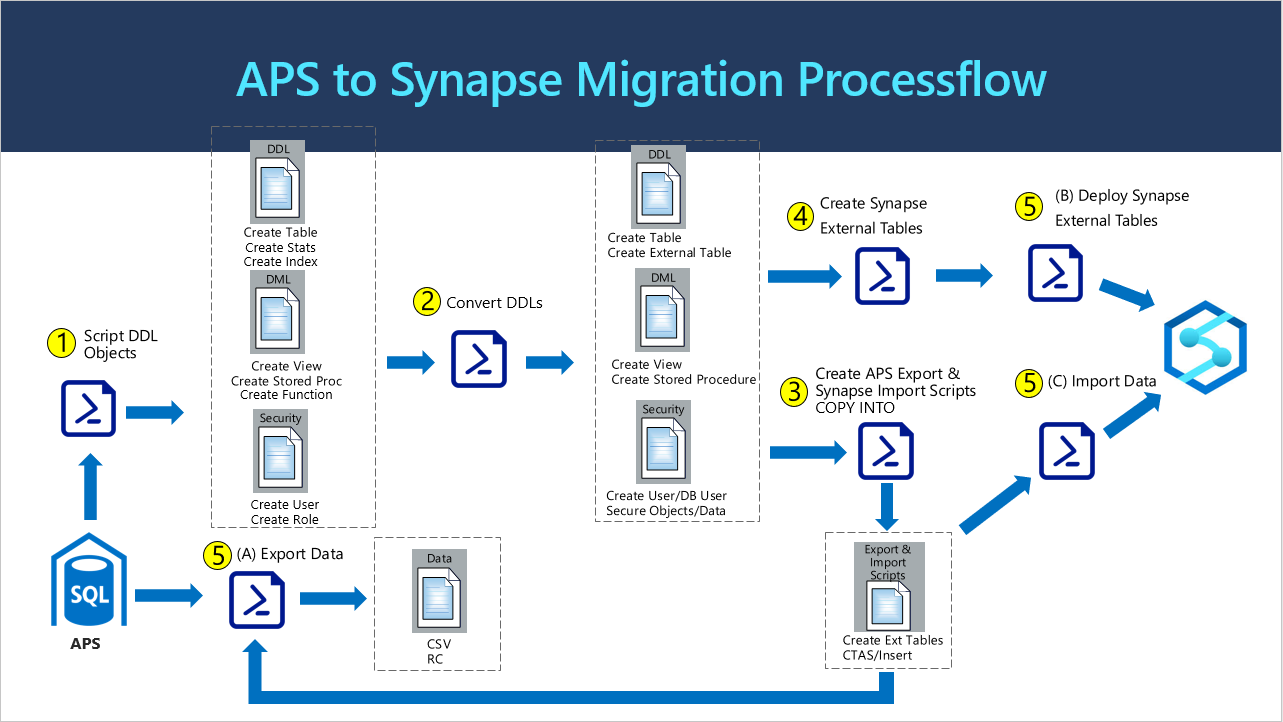 APS to Synapse Migration Processflow
1
Script DDL
Objects
DDL
Create Table
Create Stats
Create Index
DML
Create View
Create Stored Proc
Create Function
Security
Create User
Create Role
2
Convert DDLs
DDL
Create Table
Create External Table
DML
Create View
Create Stored Procedure
Security
Create User/DB User
Secure Objects/Data
4
Create Synapse
External Tables
5
(B) Deploy Synapse
External Tables
3
Create APS Export &
Synapse Import Scripts
COPY INTO
5
(C) Import Data
SQL
APS
5
(A) Export Data
Data
CSV
RC
Export &
Import
Scripts
Create Ext Tables
CTAS/Insert